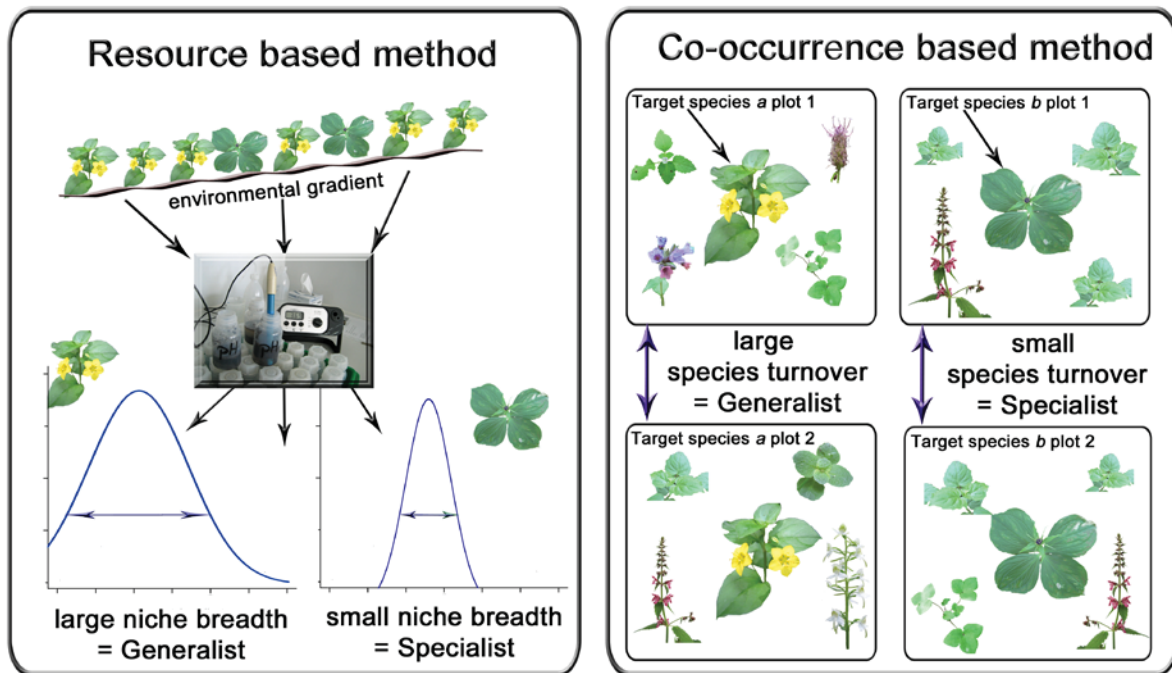 Resource based method
environmental gradient
pH
pH
large niche breadth
= Generalist
small niche breadth
= Specialist
Co-occurrence based method
Target species a plot 1
Target species b plot 1
large
species turnover
= Generalist
small
species turnover
= Specialist
Target species a plot 2
Target species b plot 2